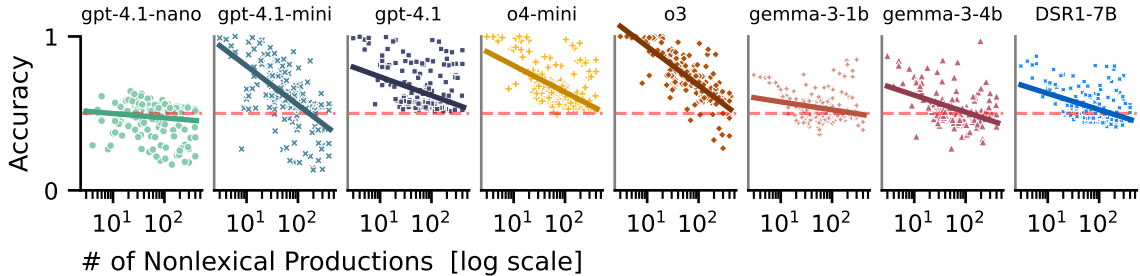 gpt-4.1-nano gpt-4.1-mini gpt-4.1 o4-mini o3 gemma-3-1b gemma-3-4b DSR1-7B
1
Accuracy
0
10¹ 10² 10¹ 10² 10¹ 10² 10¹ 10² 10¹ 10² 10¹ 10² 10¹ 10² 10¹ 10²
# of Nonlexical Productions [log scale]